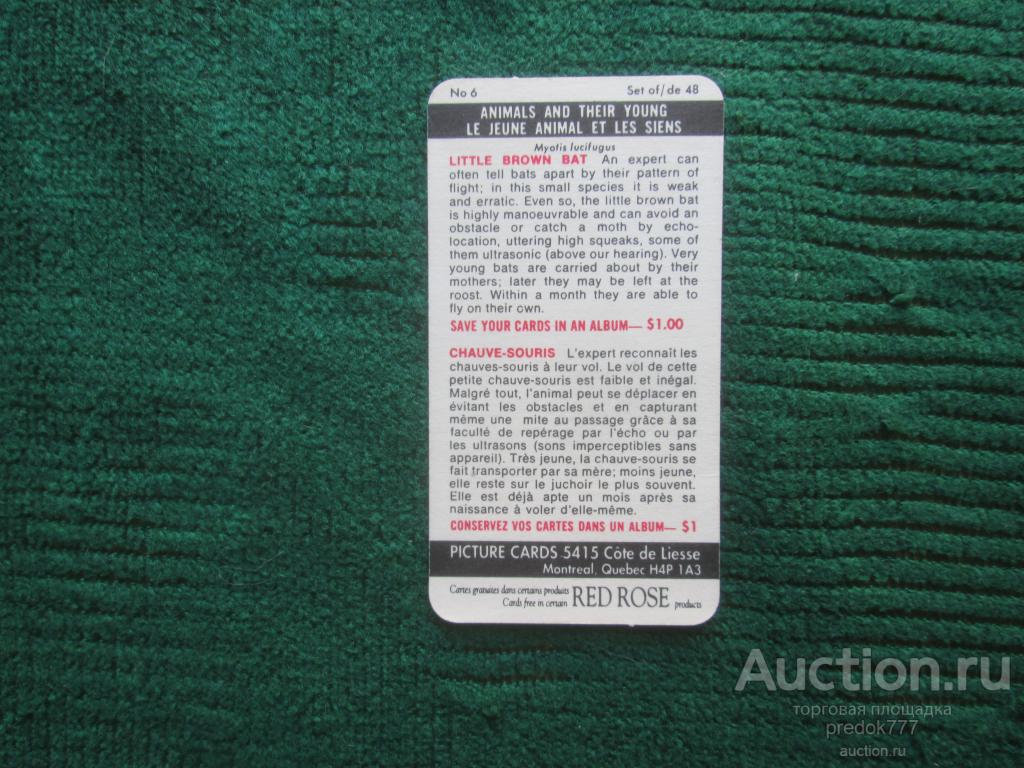 No 6 Set of/de 48
ANIMALS AND THEIR YOUNG
LE JEUNE ANIMAL ET LES SIENS
Myotis lucifugus
LITTLE BROWN BAT An expert can
often tell bats apart by their pattern of
flight; in this small species it is weak
and erratic. Even so, the little brown bat
is highly manoeuvrable and can avoid an
obstacle or catch a moth by echo-
location, uttering high squeaks, some of
them ultrasonic (above our hearing). Very
young bats are carried about by their
mothers; later they may be left at the
roost. Within a month they are able to
fly on their own.
SAVE YOUR CARDS IN AN ALBUM— $1.00
CHAUVE-SOURIS L'expert reconnaît les
chauves-souris à leur vol. Le vol de cette
petite chauve-souris est faible et inégal.
Malgré tout, l'animal peut se déplacer en
évitant les obstacles et en capturant
même une mite au passage grâce à sa
faculté de repérage par l'écho ou par
les ultrasons (sons imperceptibles sans
appareil). Très jeune, la chauve-souris se
fait transporter par sa mère; moins jeune,
elle reste sur le juchoir le plus souvent.
Elle est déjà apte un mois après sa
naissance à voler d'elle-même.
CONSERVEZ VOS CARTES DANS UN ALBUM— $1
PICTURE CARDS 5415 Côte de Liesse
Montreal, Quebec H4P 1A3
Cartes gratuites dans certains produits
Cards free in certain RED ROSE products
Auction.ru
торговая площадка
predok777
auction.ru